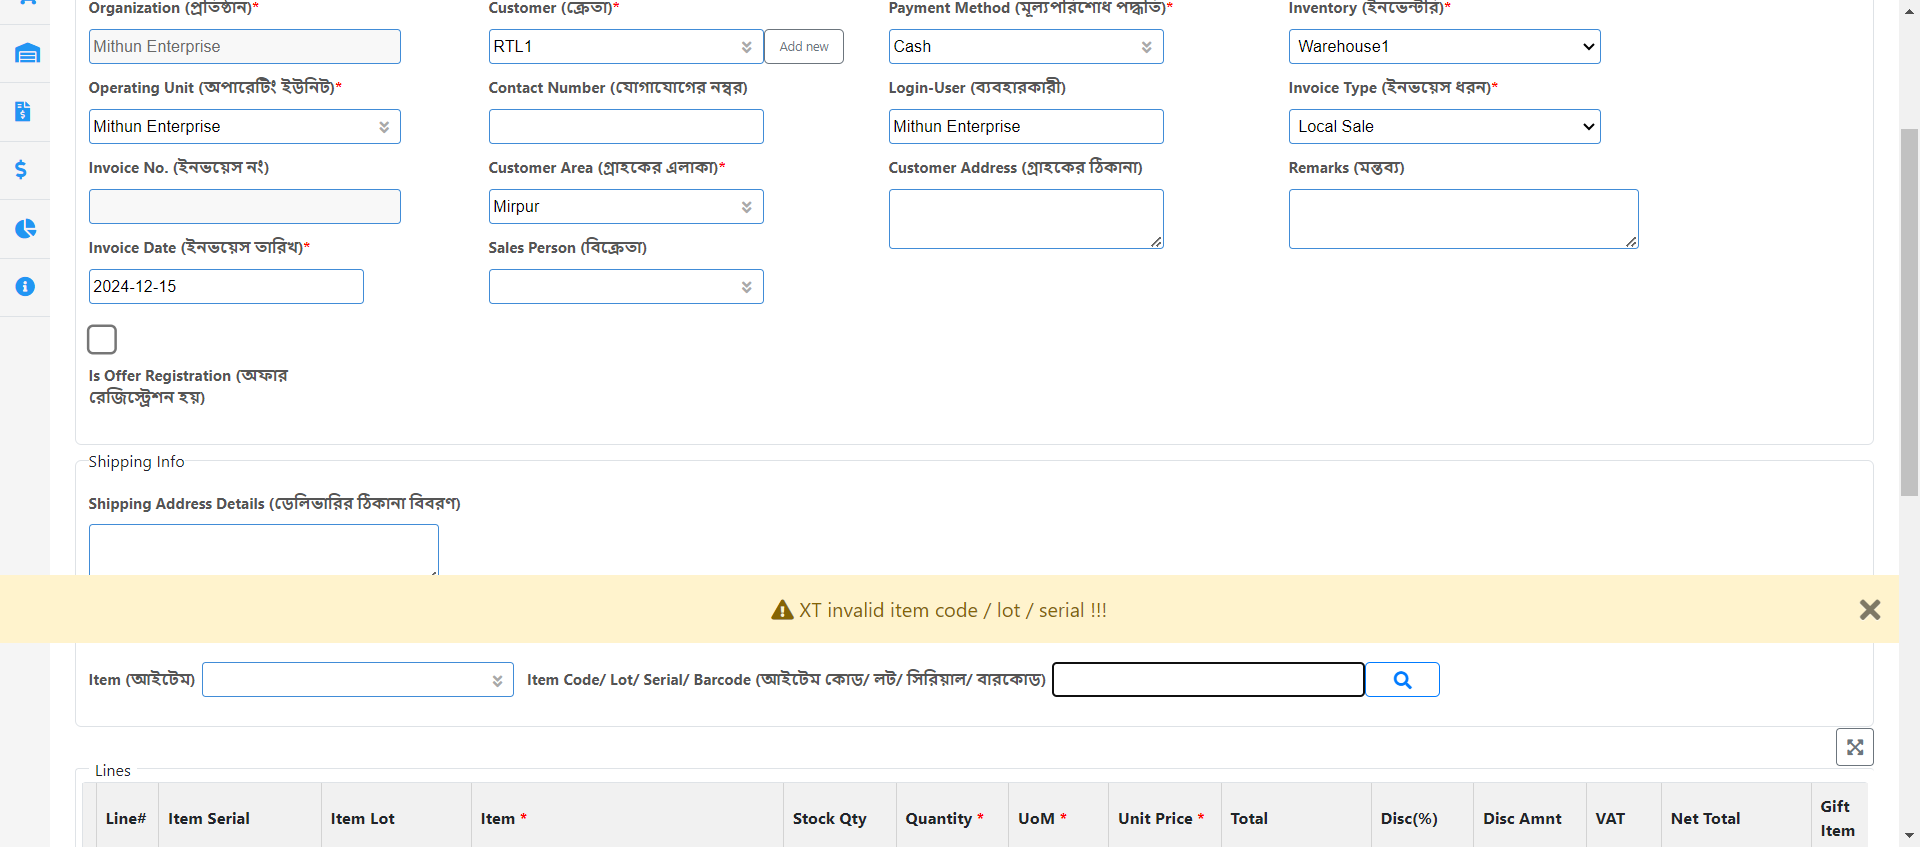 Organization (প্রতিষ্ঠান)*
Customer (ক্রেতা)*
Payment Method (মূল্যপরিশোধ পদ্ধতি)*
Inventory (ইনভেন্টরি)*
Mithun Enterprise
RTL1
Add new
Cash
Warehouse1
Operating Unit (অপারেটিং ইউনিট)*
Contact Number (যোগাযোগের নম্বর)
Login-User (ব্যবহারকারী)
Invoice Type (ইনভয়েস ধরন)*
Mithun Enterprise
Mithun Enterprise
Local Sale
Invoice No. (ইনভয়েস নং)
Customer Area (গ্রাহকের এলাকা)*
Customer Address (গ্রাহকের ঠিকানা)
Remarks (মন্তব্য)
Mirpur
Invoice Date (ইনভয়েস তারিখ)*
Sales Person (বিক্রেতা)
2024-12-15
Is Offer Registration (অফার
রেজিস্ট্রেশন হয়)
Shipping Info
Shipping Address Details (ডেলিভারির ঠিকানা বিবরণ)
XT invalid item code / lot / serial !!!
Item (আইটেম)
Item Code/ Lot/ Serial/ Barcode (আইটেম কোড/ লট/ সিরিয়াল/ বারকোড)
Lines
Line#
Item Serial
Item Lot
Item *
Stock Qty
Quantity *
UoM *
Unit Price *
Total
Disc(%)
Disc Amnt
VAT
Net Total
Gift
Item